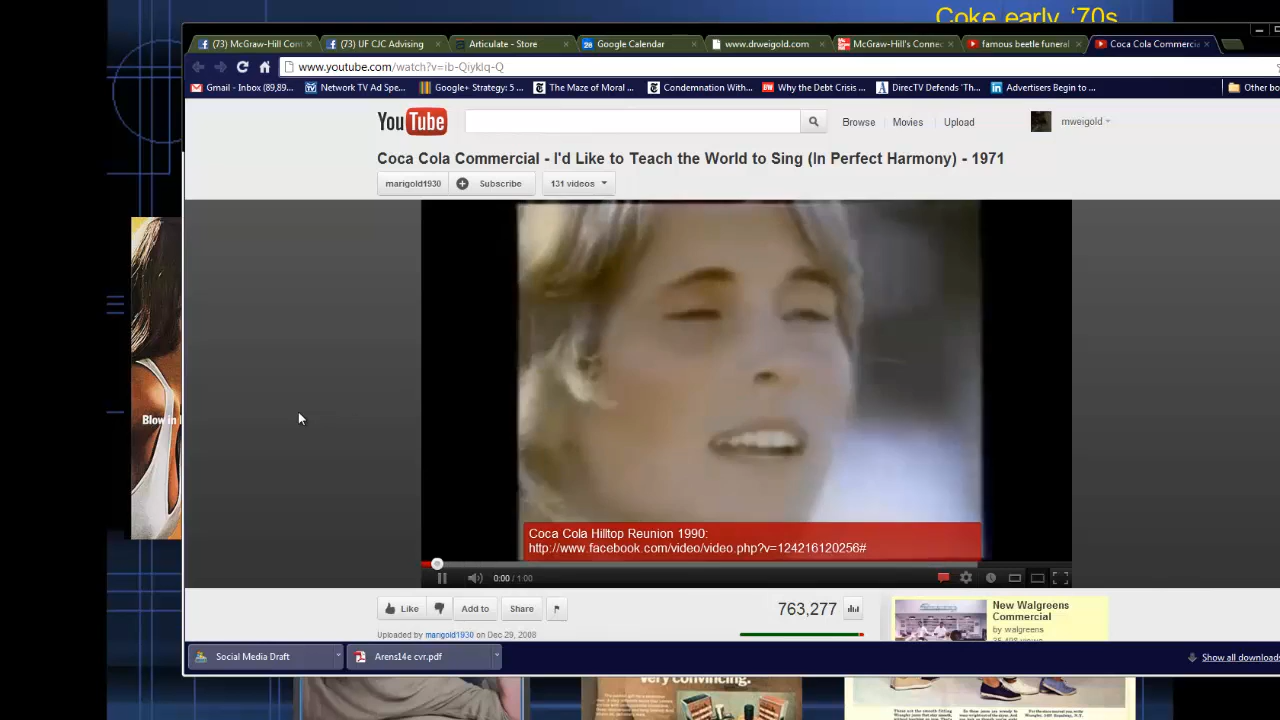 Coke early ‘70s
(73) McGraw-Hill Cont
(73) UF CJC Advising
Articulate - Store
Google Calendar
www.drweigold.com
McGraw-Hill's Connec
famous beetle funeral
Coca Cola Commercia
www.youtube.com/watch?v=ib-Qiyklq-Q
Gmail - Inbox (89,89...
Network TV Ad Spe...
Google+ Strategy: 5 ...
The Maze of Moral ...
Condemnation With...
Why the Debt Crisis ...
DirecTV Defends 'Th...
Advertisers Begin to ...
Other bo
YouTube
Browse
Movies
Upload
mweigold
Coca Cola Commercial - I'd Like to Teach the World to Sing (In Perfect Harmony) - 1971
marigold1930
Subscribe
131 videos
Blow in
Coca Cola Hilltop Reunion 1990:
http://www.facebook.com/video/video.php?v=124216120256#
0:00 / 1:00
Like
Add to
Share
763,277
New Walgreens
Commercial
by walgreens
Uploaded by marigold1930 on Dec 29, 2008
Social Media Draft
Arens14e cvr.pdf
Show all downloads
very convincing.